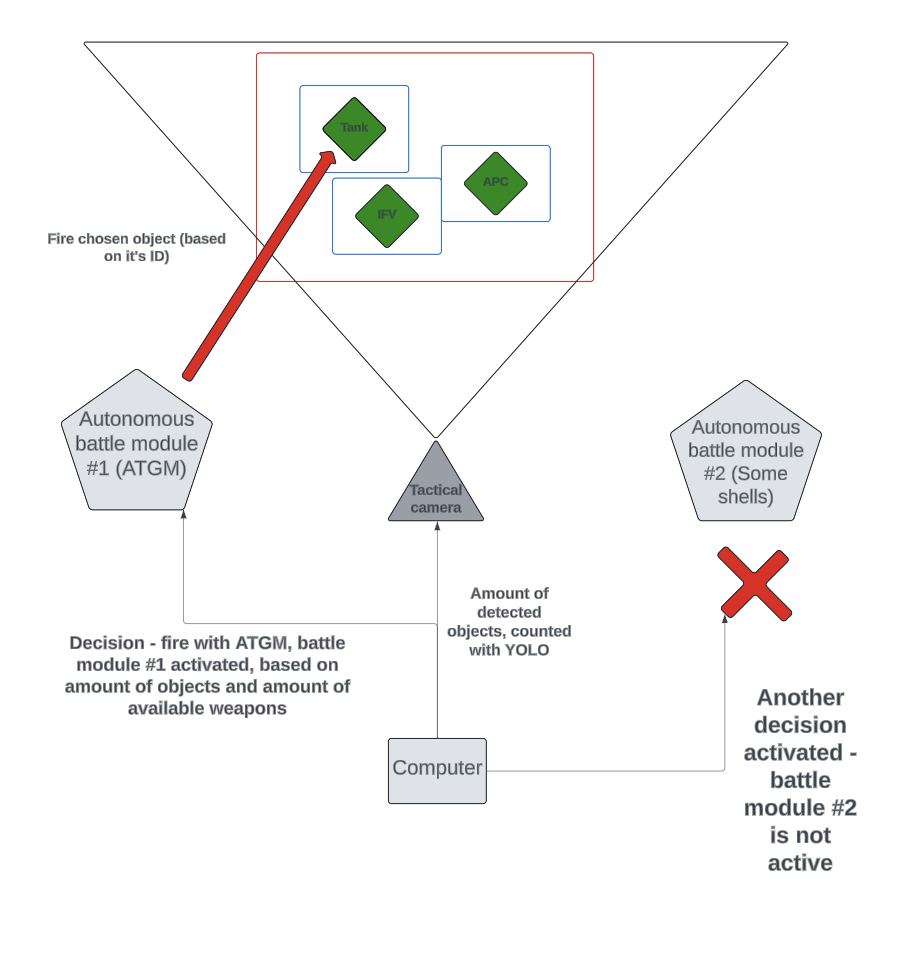 Tank
APC
IFV
Fire chosen object (based
on it's ID)
Autonomous
battle module
#1 (ATGM)
Autonomous
battle module
#2 (Some
shells)
Tactical
camera
Amount of
detected
objects, counted
with YOLO
Decision - fire with ATGM, battle
module #1 activated, based on
amount of objects and amount of
available weapons
Another
decision
activated -
battle
module #2
is not
active
Computer